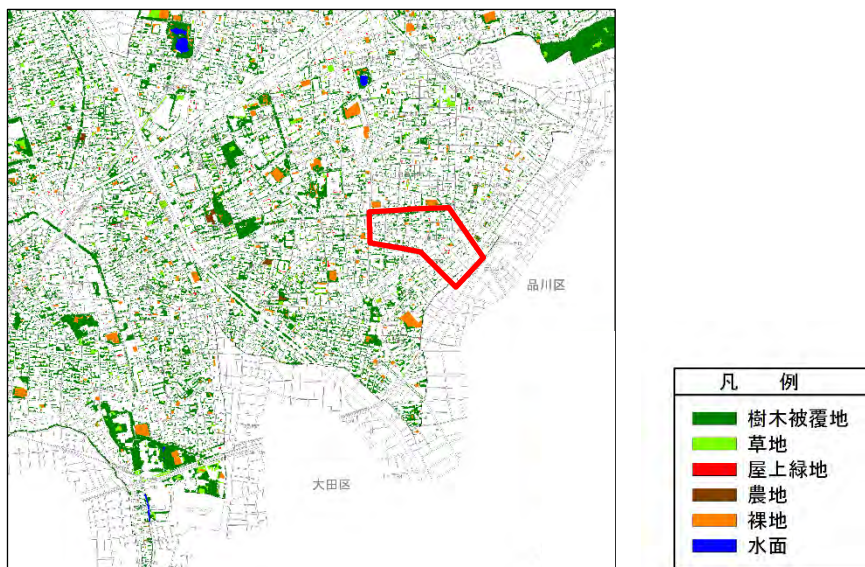 品川区
大田区
凡 例
樹木被覆地
草地
屋上緑地
農地
裸地
水面